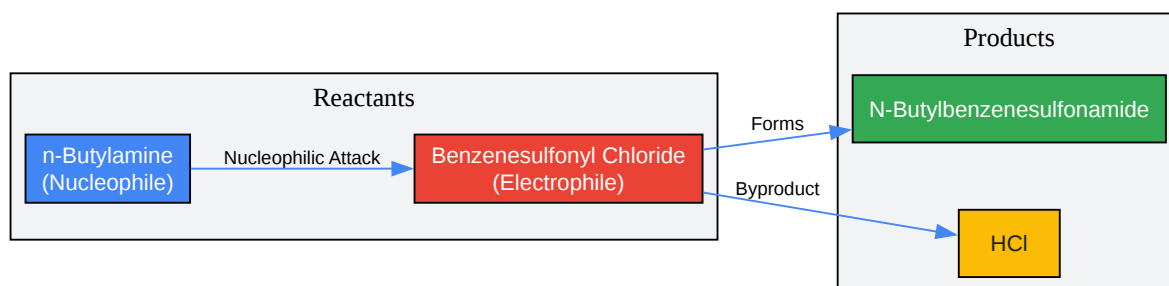 Reactants
n-Butylamine
(Nucleophile)
Nucleophilic Attack
Benzenesulfonyl Chloride
(Electrophile)
Forms
Byproduct
Products
N-Butylbenzenesulfonamide
HCl